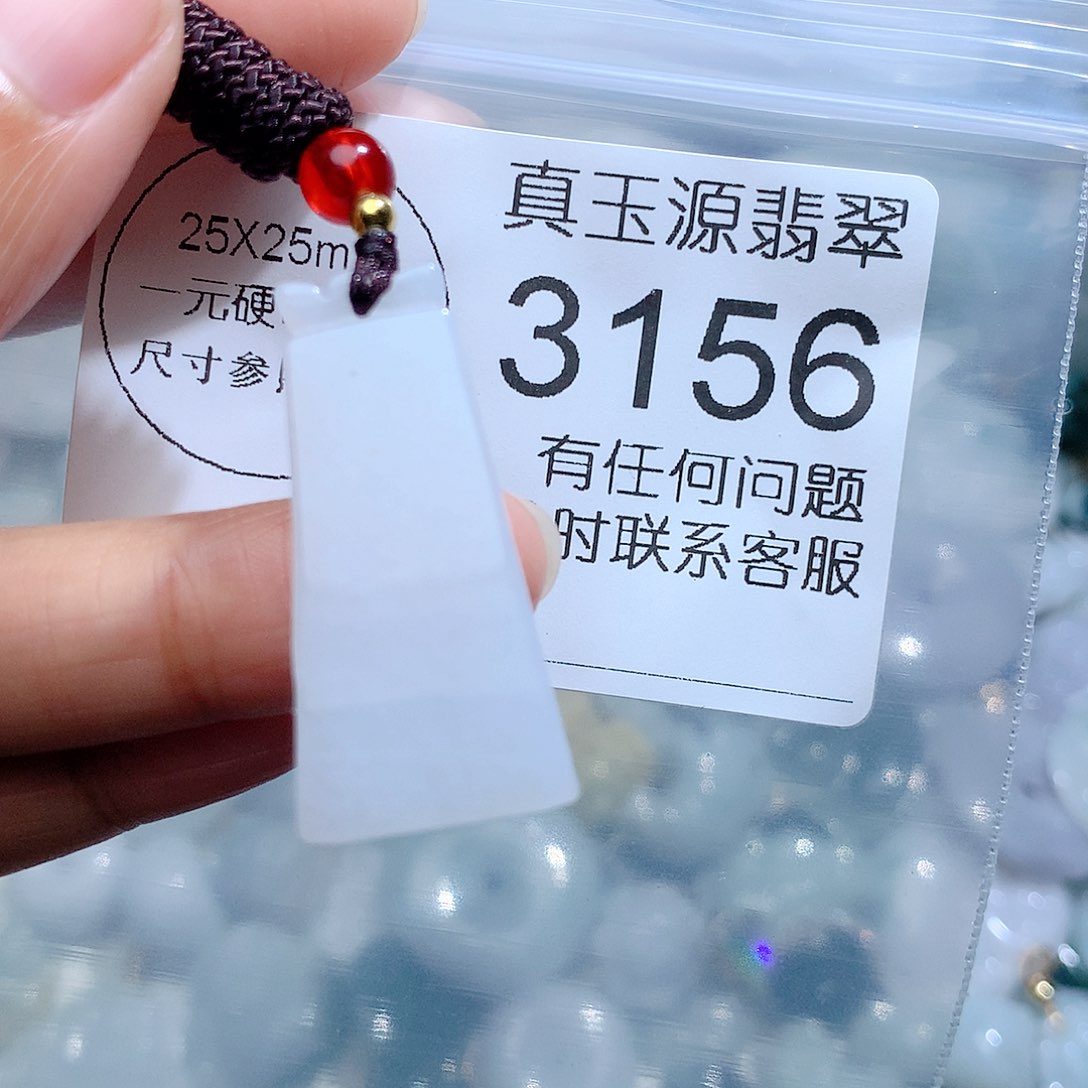 25X25m
一元硬
尺寸参
真玉源翡翠
3156
有任何问题
时联系客服